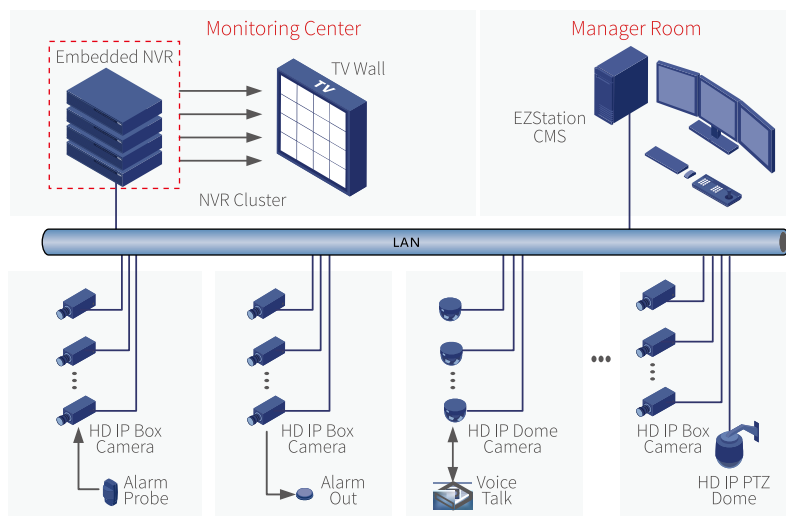 Monitoring Center
Manager Room
Embedded NVR
TV Wall
TV
EZStation
CMS
NVR Cluster
LAN
HD IP Box
Camera
HD IP Box
Camera
HD IP Dome
Camera
HD IP Box
Camera
Alarm
Probe
Alarm
Out
Voice
Talk
HD IP PTZ
Dome